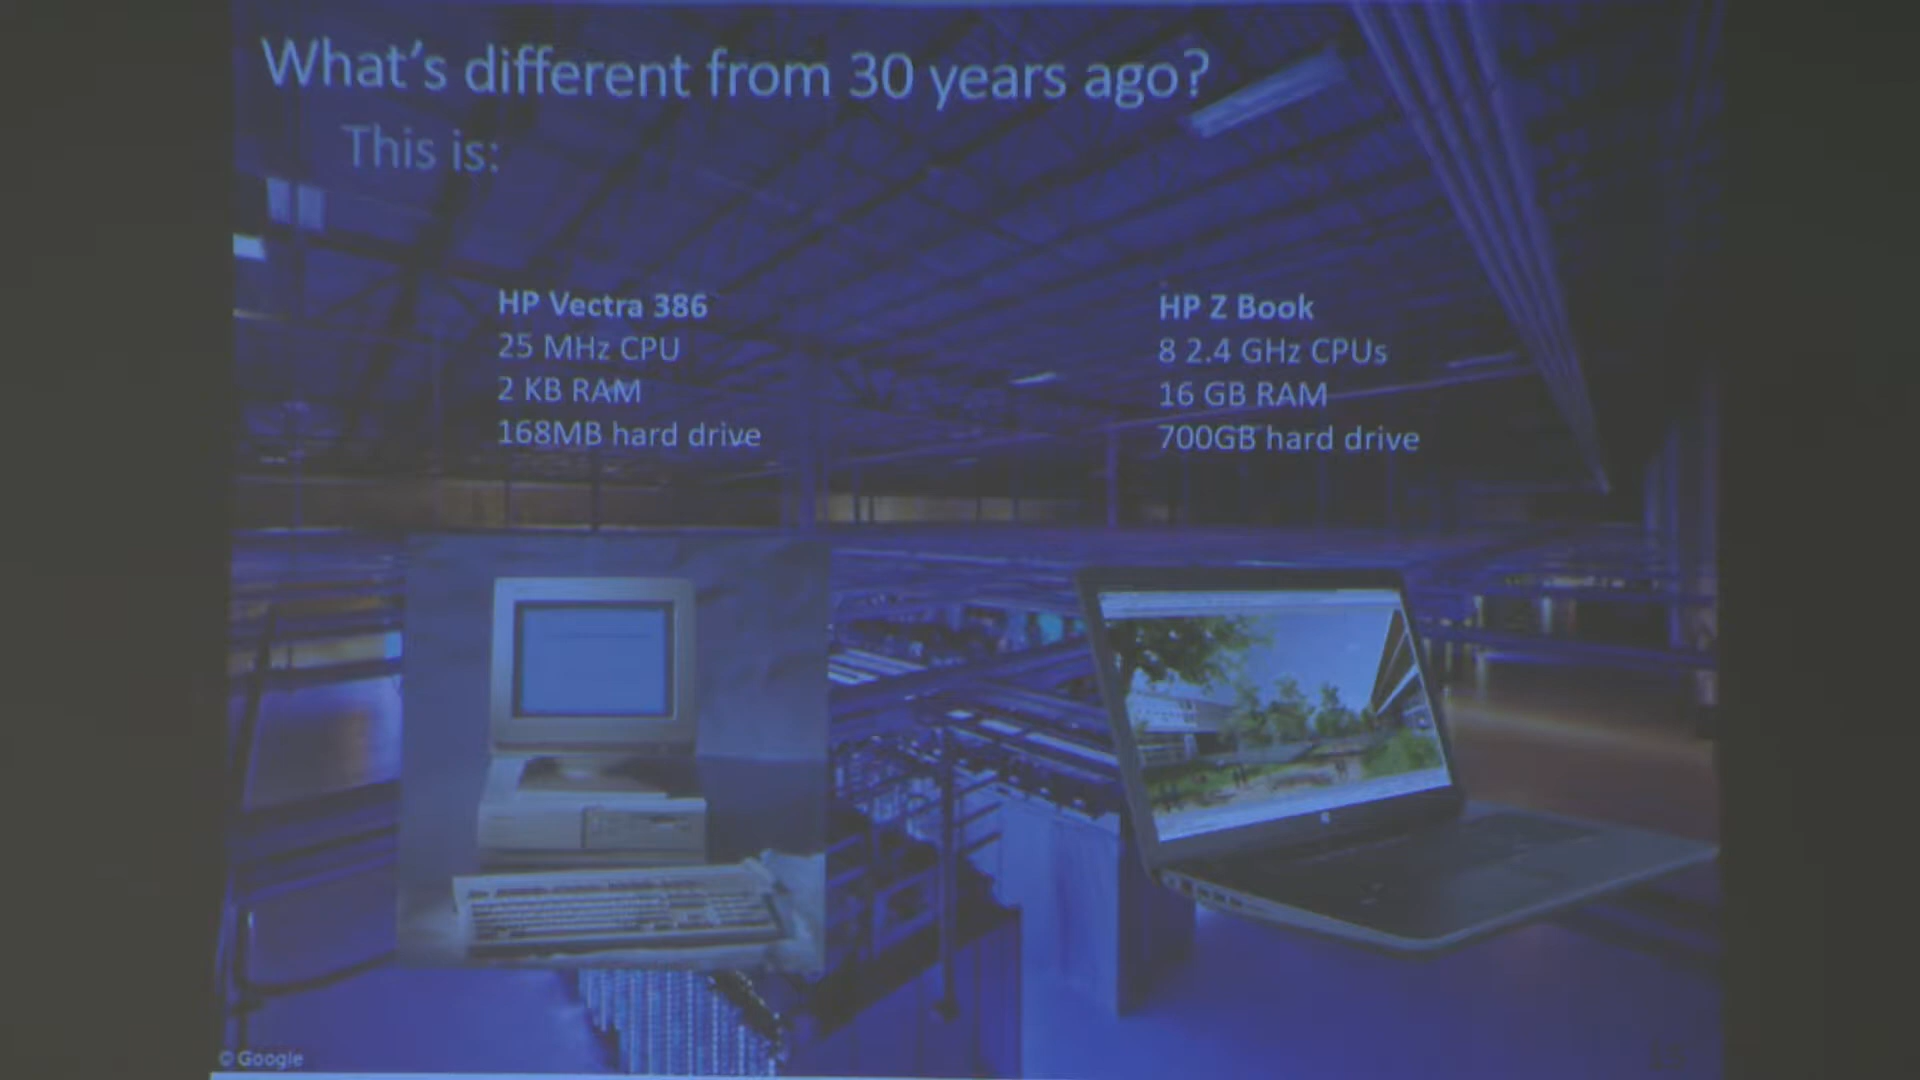 What's different from 30 years ago?
This is:
HP Vectra 386
25 MHz CPU
2 KB RAM
168MB hard drive
HP Z Book
8 2.4 GHz CPUs
16 GB RAM
700GB hard drive
© Google